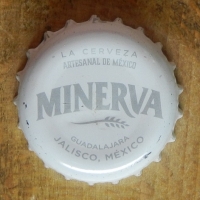 LA CERVEZA
ARTESANAL DE MÉXICO
MINERVA
GUADALAJARA
JALISCO, MÉXICO